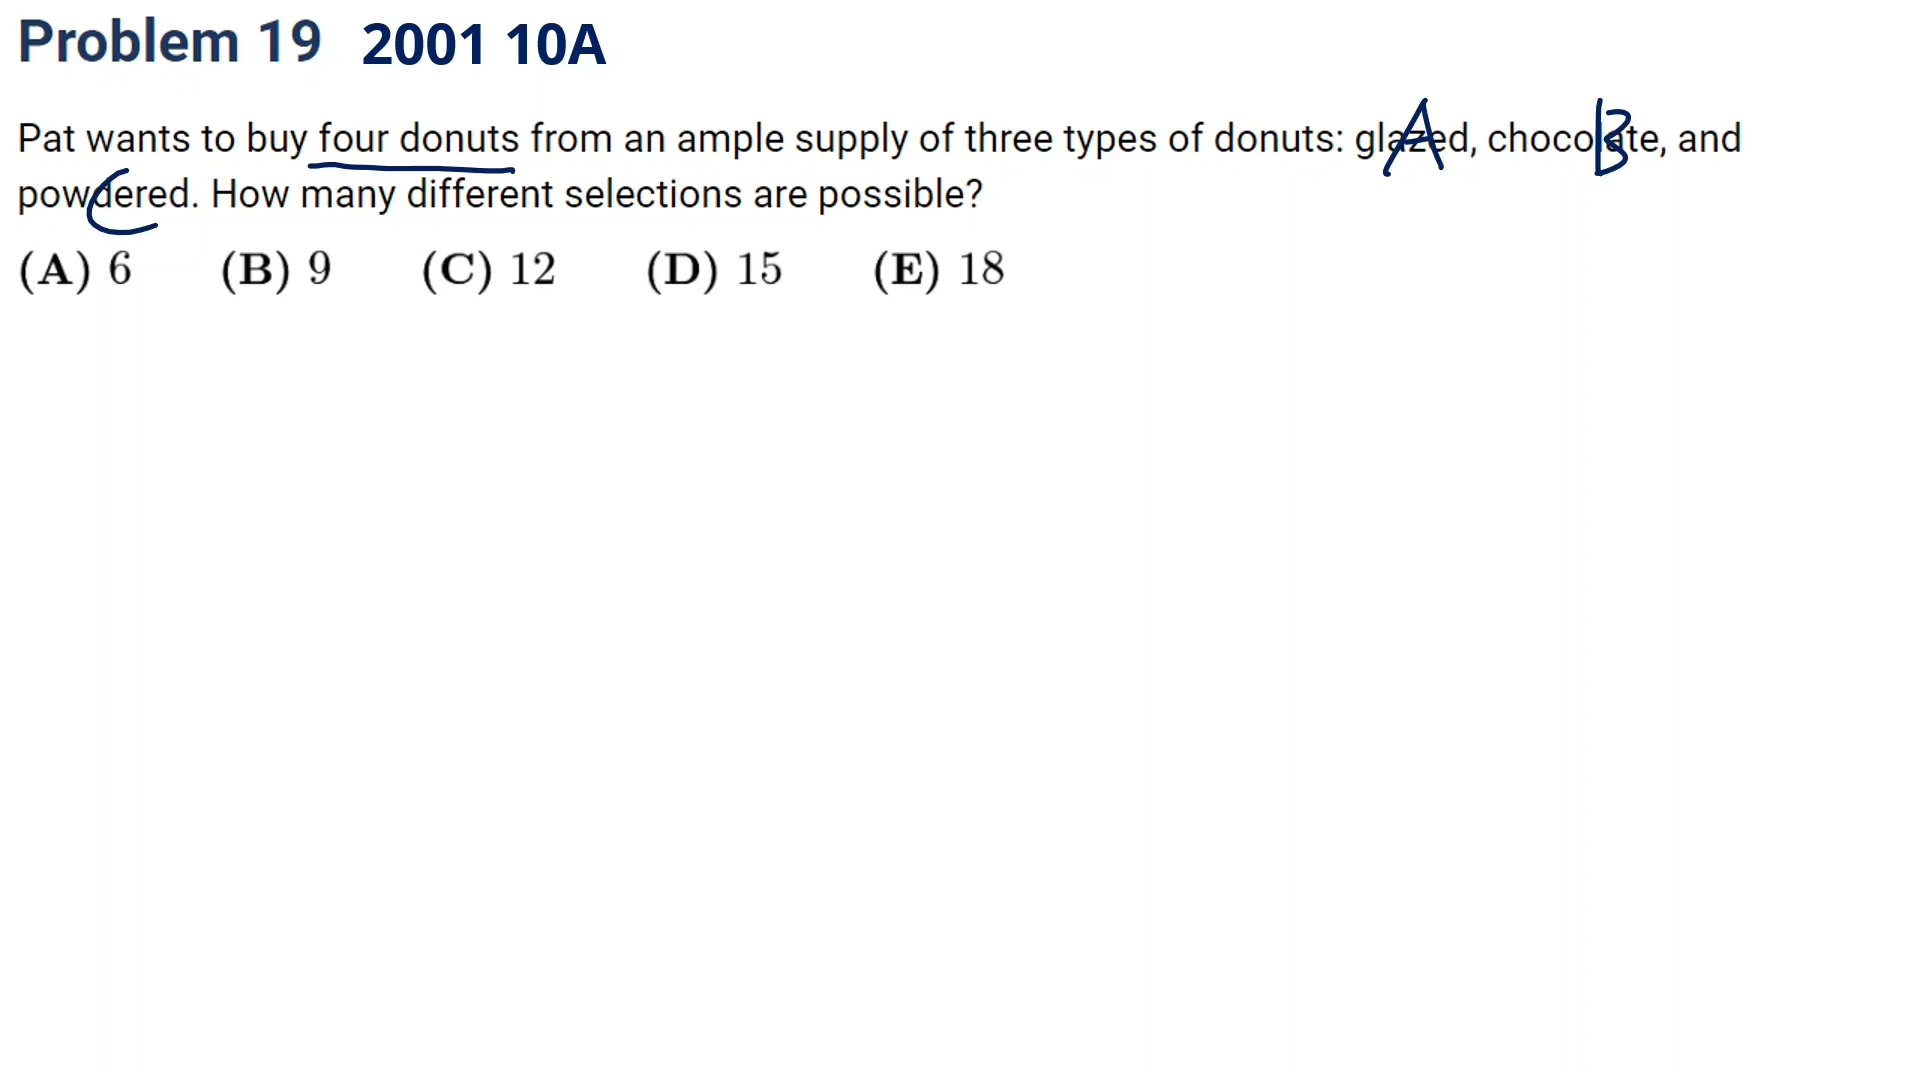 Problem 19 2001 10A
Pat wants to buy four donuts from an ample supply of three types of donuts: glazed, chocolate, and
powdered. How many different selections are possible?
(A) 6 (B) 9 (C) 12 (D) 15 (E) 18
A
B
C